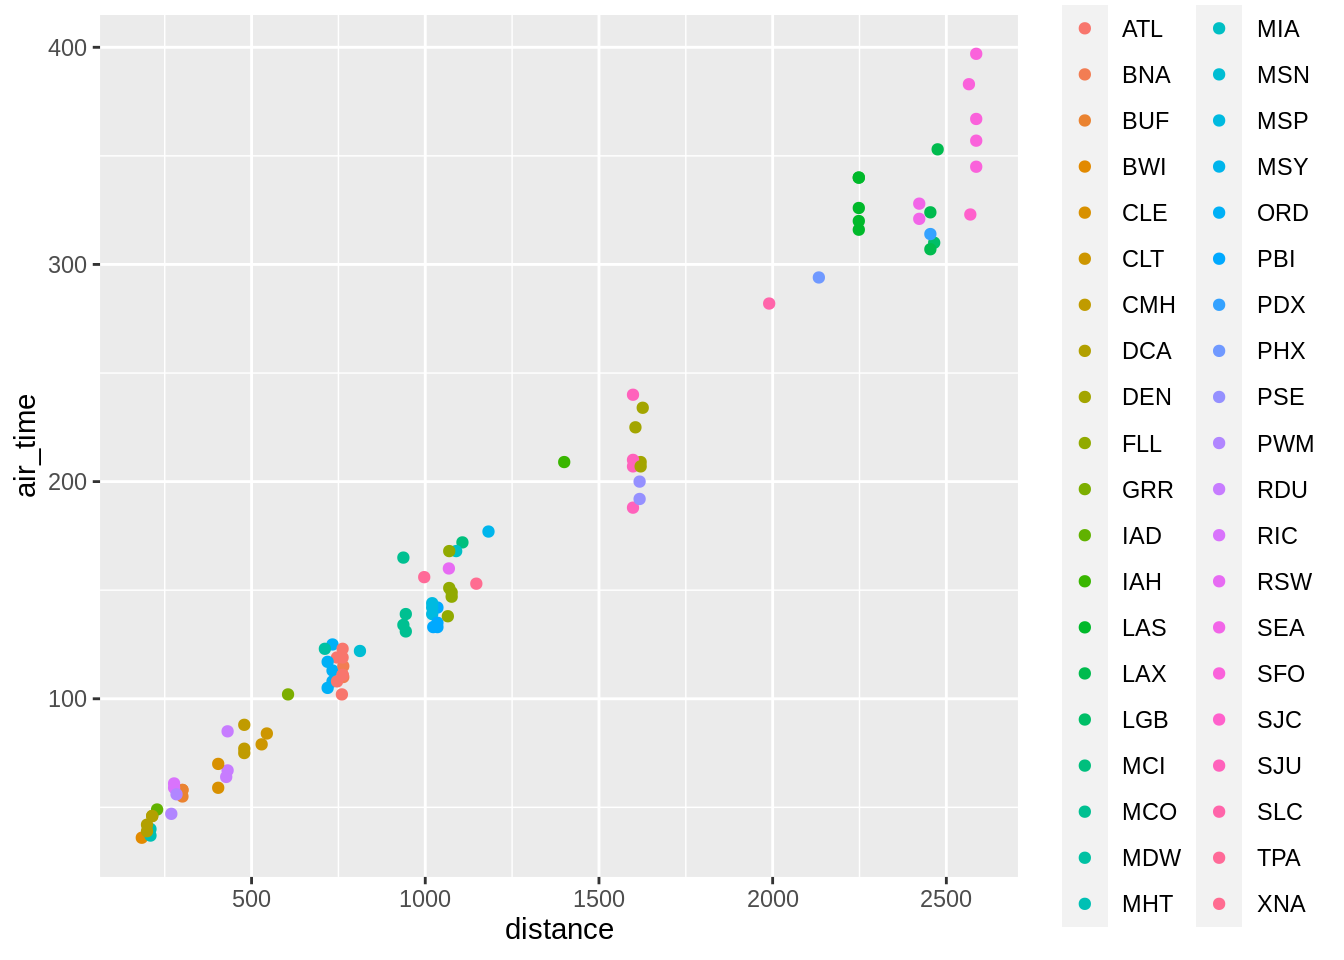 400
300
200
100
air_time
500
1000
1500
2000
2500
distance
ATL
BNA
BUF
BWI
CLE
CLT
CMH
DCA
DEN
FLL
GRR
IAD
IAH
LAS
LAX
LGB
MCI
MCO
MDW
MHT
MIA
MSN
MSP
MSY
ORD
PBI
PDX
PHX
PSE
PWM
RDU
RIC
RSW
SEA
SFO
SJC
SJU
SLC
TPA
XNA